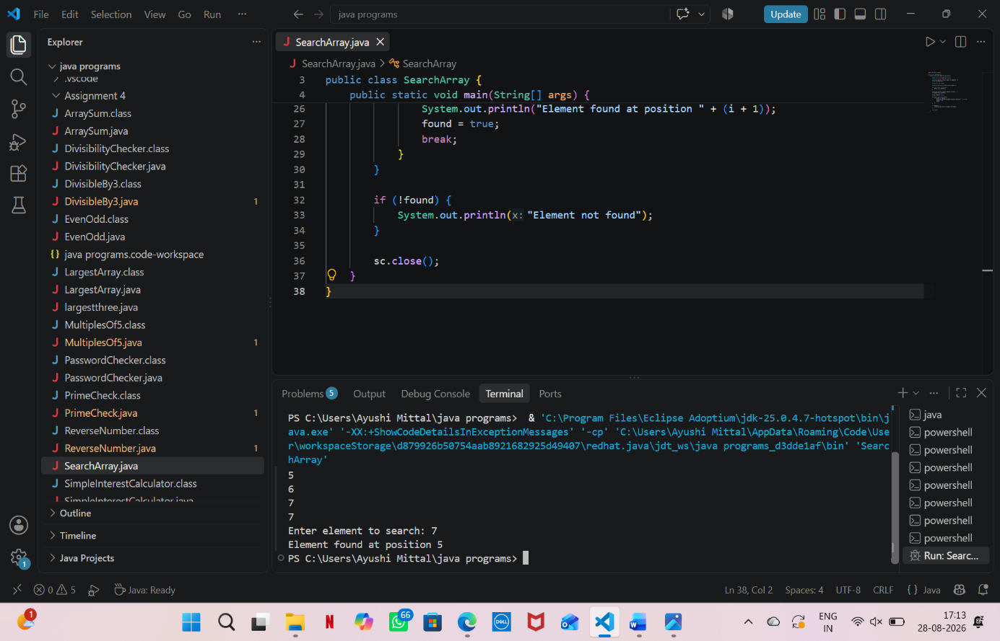 File Edit Selection View Go Run ···
java programs
Update
Explorer
java programs
.vscode
Assignment 4
ArraySum.class
ArraySum.java
DivisibilityChecker.class
DivisibilityChecker.java
DivisibleBy3.class
DivisibleBy3.java 1
EvenOdd.class
EvenOdd.java
{} java programs.code-workspace
LargestArray.class
LargestArray.java
largestthree.java
MultiplesOf5.class
MultiplesOf5.java 1
PasswordChecker.class
PasswordChecker.java
PrimeCheck.class
PrimeCheck.java 1
ReverseNumber.class
ReverseNumber.java 1
SearchArray.java
SimpleInterestCalculator.class
SimpleInterestCalculator.java
Outline
Timeline
Java Projects
1
SearchArray.java
SearchArray.java > SearchArray
3 public class SearchArray {
4 public static void main(String[] args) {
26 System.out.println("Element found at position " + (i + 1));
27 found = true;
28 break;
29 }
30 }
31
32 if (!found) {
33 System.out.println(x: "Element not found");
34 }
35
36 sc.close();
37 }
38 }
Problems 5 Output Debug Console Terminal Ports
PS C:\Users\Ayushi Mittal\java programs>  & 'C:\Program Files\Eclipse Adoptium\jdk-25.0.4.7-hotspot\bin\j
ava.exe' '-XX:+ShowCodeDetailsInExceptionMessages' '-cp' 'C:\Users\Ayushi Mittal\AppData\Roaming\Code\Use
r\workspaceStorage\d879926b50754aab8921682925d49407\redhat.java\jdt_ws\java programs_d3dde1af\bin' 'Searc
hArray'
5
6
7
7
Enter element to search: 7
Element found at position 5
PS C:\Users\Ayushi Mittal\java programs>
java
powershell
powershell
powershell
powershell
powershell
powershell
powershell
Run: Searc...
0 5 Java: Ready
Ln 38, Col 2 Spaces: 4 UTF-8 CRLF {} Java
1
N
66
DELL
W
ENG
IN
17:13
28-08-2026